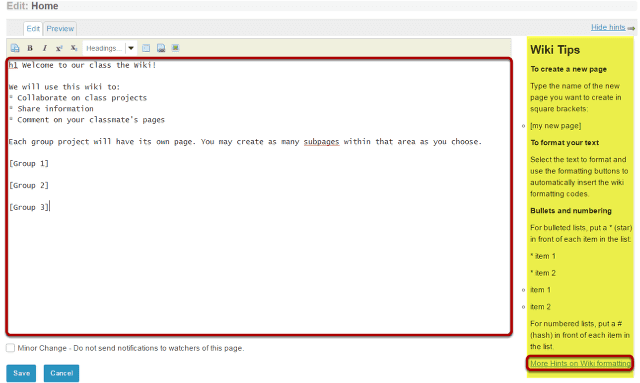 Edit: Home
Edit Preview
Hide hints
B I x² x₂ Headings...
h1 Welcome to our class the Wiki!
We will use this wiki to:
* Collaborate on class projects
* Share information
* Comment on your classmate's pages
Each group project will have its own page. You may create as many subpages within that area as you choose.
[Group 1]
[Group 2]
[Group 3]
Minor Change - Do not send notifications to watchers of this page.
Save Cancel
Wiki Tips
To create a new page
Type the name of the new
page you want to create in
square brackets:
[my new page]
To format your text
Select the text to format and
use the formatting buttons to
automatically insert the wiki
formatting codes.
Bullets and numbering
For bulleted lists, put a * (star)
in front of each item in the list:
* item 1
* item 2
item 1
item 2
For numbered lists, put a #
(hash) in front of each item in
the list.
More Hints on Wiki formatting